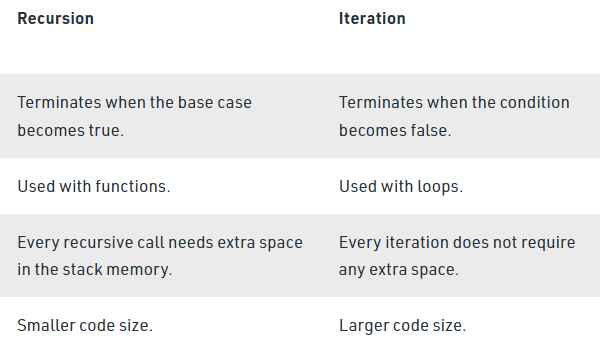 Recursion
Iteration
Terminates when the base case
becomes true.
Terminates when the condition
becomes false.
Used with functions.
Used with loops.
Every recursive call needs extra space
in the stack memory.
Every iteration does not require
any extra space.
Smaller code size.
Larger code size.